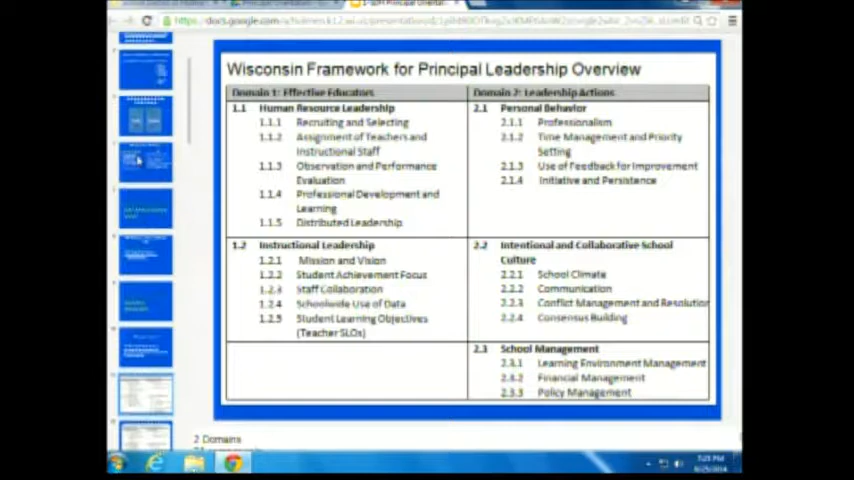 Wisconsin Framework for Principal Leadership Overview
Domain 1: Effective Educators
Domain 2: Leadership Actions
1.1 Human Resource Leadership
1.1.1 Recruiting and Selecting
1.1.2 Assignment of Teachers and
Instructional Staff
1.1.3 Observation and Performance
Evaluation
1.1.4 Professional Development and
Learning
1.1.5 Distributed Leadership
2.1 Personal Behavior
2.1.1 Professionalism
2.1.2 Time Management and Priority
Setting
2.1.3 Use of Feedback for Improvement
2.1.4 Initiative and Persistence
1.2 Instructional Leadership
1.2.1 Mission and Vision
1.2.2 Student Achievement Focus
1.2.3 Staff Collaboration
1.2.4 Schoolwide Use of Data
1.2.5 Student Learning Objectives
(Teacher SLOs)
2.2 Intentional and Collaborative School
Culture
2.2.1 School Climate
2.2.2 Communication
2.2.3 Conflict Management and Resolution
2.2.4 Consensus Building
2.3 School Management
2.3.1 Learning Environment Management
2.3.2 Financial Management
2.3.3 Policy Management
2 Domains